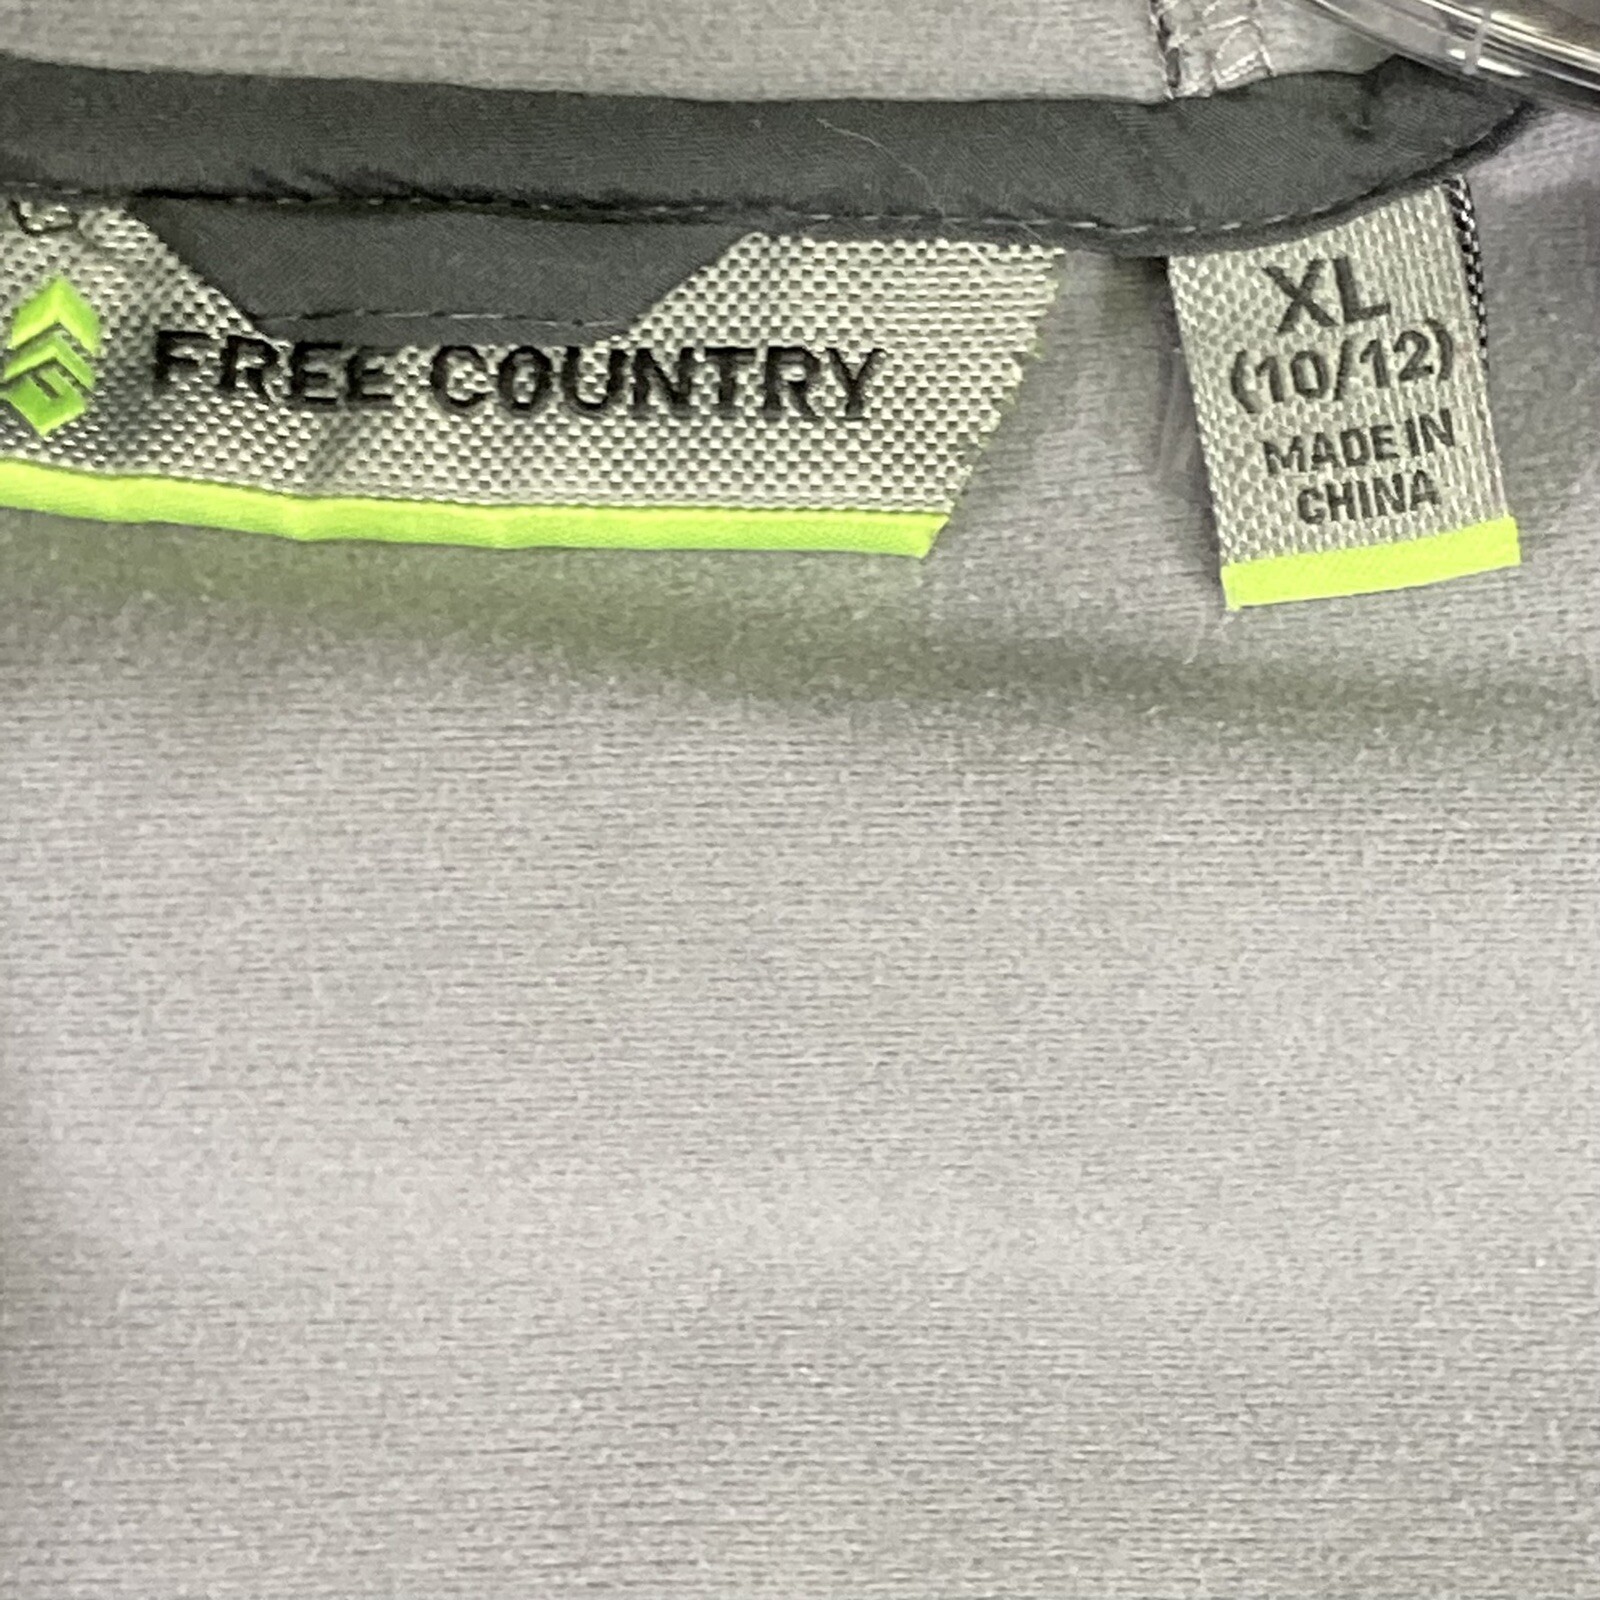 FREE COUNTRY
XL
(10/12)
MADE IN
CHINA